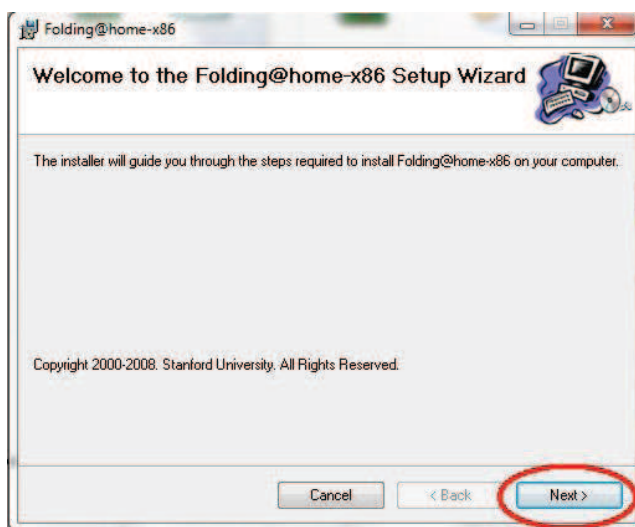 Folding@home-x86
Welcome to the Folding@home-x86 Setup Wizard
The installer will guide you through the steps required to install Folding@home-x86 on your computer.
Copyright 2000-2008. Stanford University. All Rights Reserved.
Cancel < Back Next >